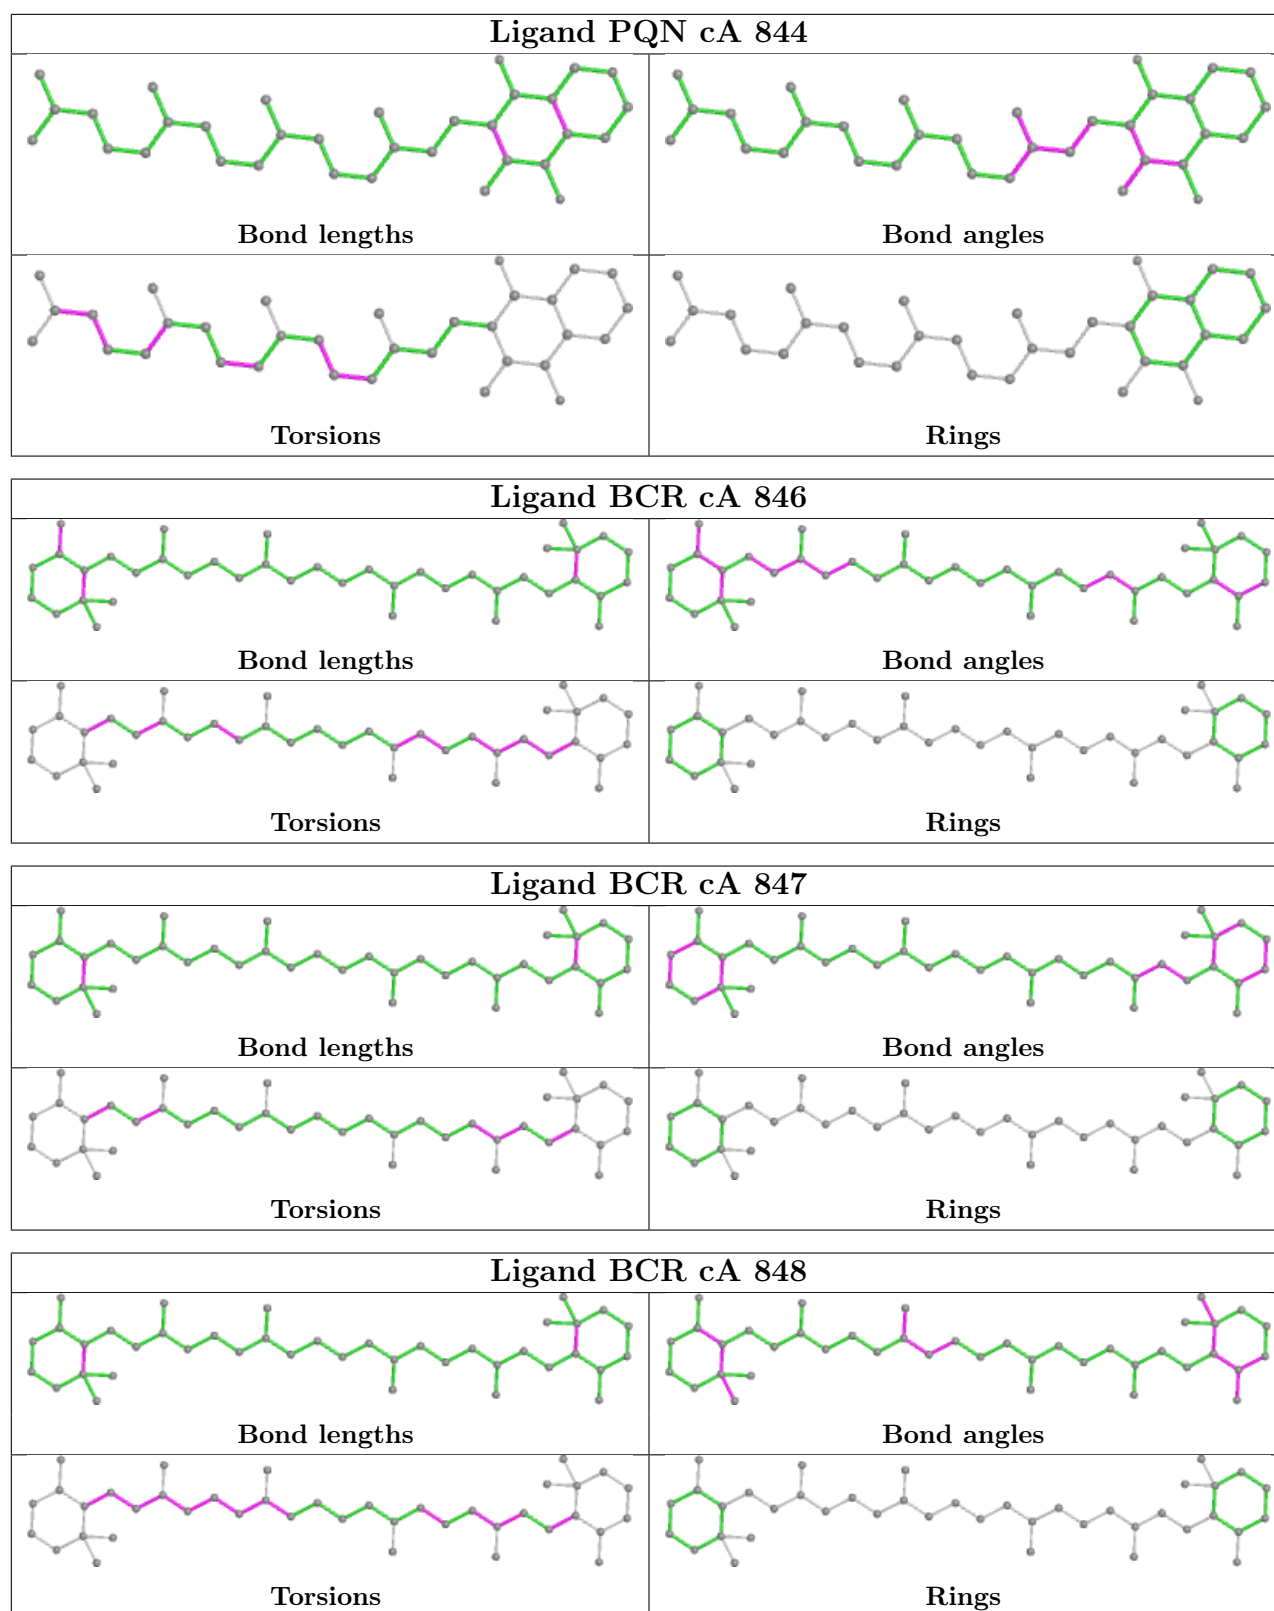 Ligand PQN cA 844
Bond lengths
Bond angles
Torsions
Rings
Ligand BCR cA 846
Bond lengths
Bond angles
Torsions
Rings
Ligand BCR cA 847
Bond lengths
Bond angles
Torsions
Rings
Ligand BCR cA 848
Bond lengths
Bond angles
Torsions
Rings